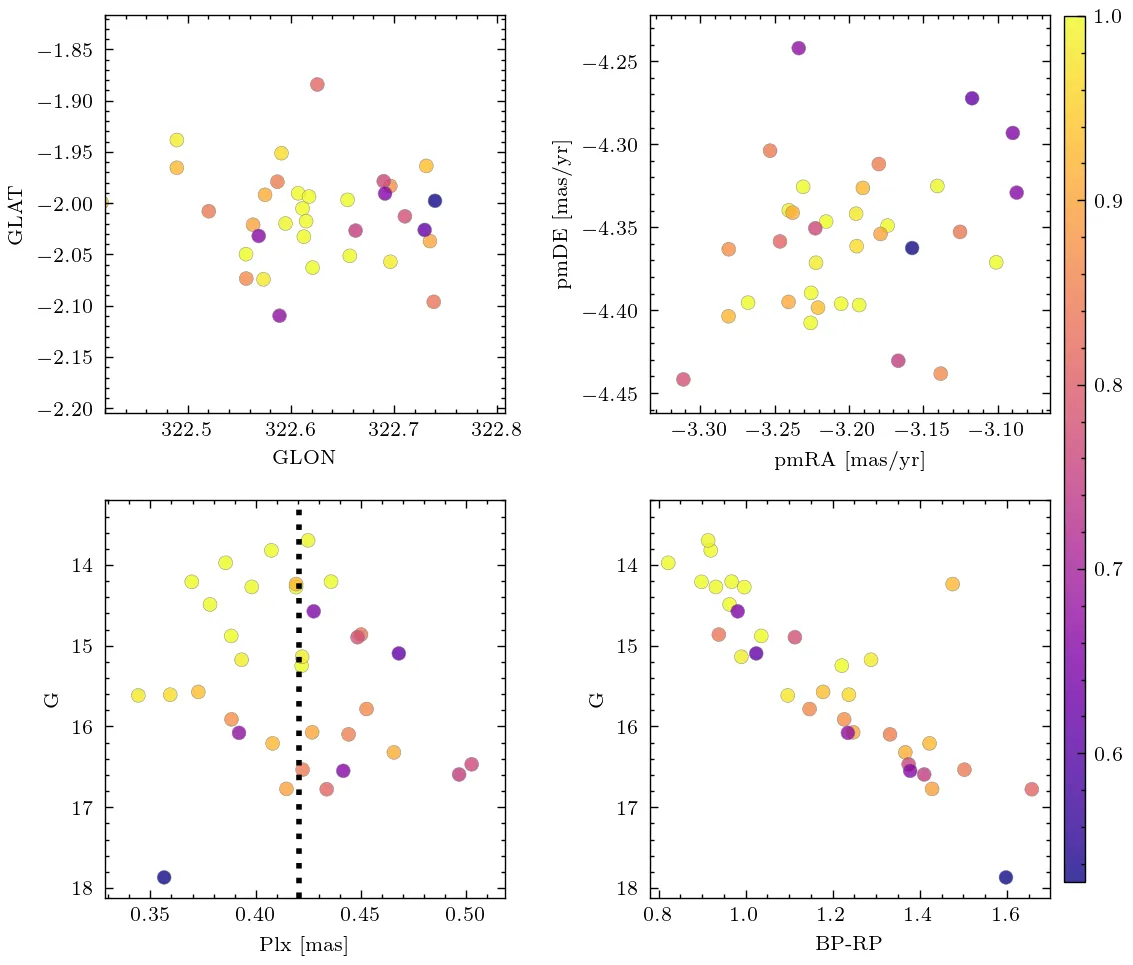 −1.85
−1.90
−1.95
−2.00
−2.05
−2.10
−2.15
−2.20
GLAT
322.5 322.6 322.7 322.8
GLON
−4.25
−4.30
−4.35
−4.40
−4.45
pmDE [mas/yr]
−3.30 −3.25 −3.20 −3.15 −3.10
pmRA [mas/yr]
1.0
0.9
0.8
0.7
0.6
14
15
16
17
18
G
0.35 0.40 0.45 0.50
Plx [mas]
14
15
16
17
18
G
0.8 1.0 1.2 1.4 1.6
BP-RP